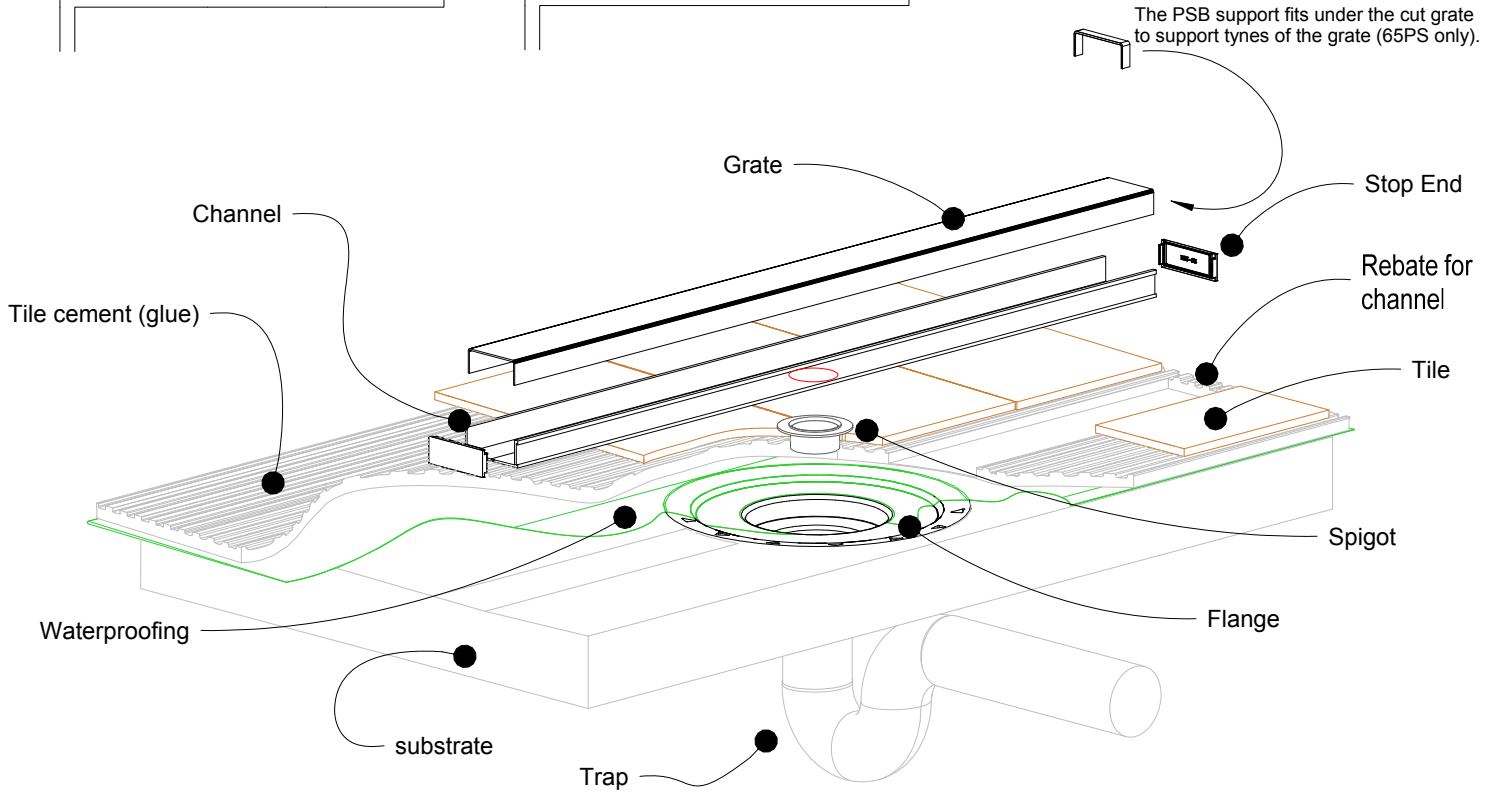 The PSB support fits under the cut grate
to support tynes of the grate (65PS only).
Grate
Stop End
Channel
Rebate for
channel
Tile cement (glue)
Tile
Spigot
Flange
Waterproofing
substrate
Trap